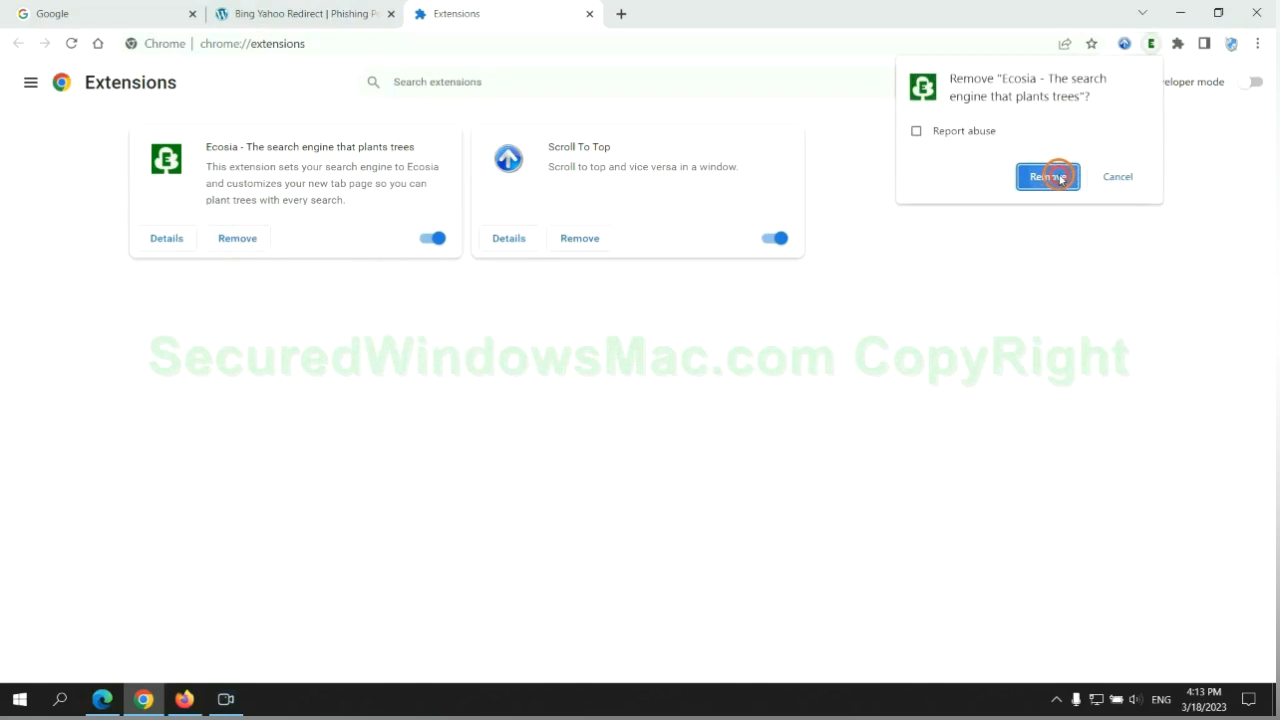 Google
Bing Yahoo Redirect | Phishing P
Extensions
Chrome | chrome://extensions
Extensions
Search extensions
eloper mode
Remove "Ecosia - The search
engine that plants trees"?
Report abuse
Remove
Cancel
Ecosia - The search engine that plants trees
This extension sets your search engine to Ecosia
and customizes your new tab page so you can
plant trees with every search.
Details
Remove
Scroll To Top
Scroll to top and vice versa in a window.
Details
Remove
SecuredWindowsMac.com CopyRight
ENG
4:13 PM
3/18/2023